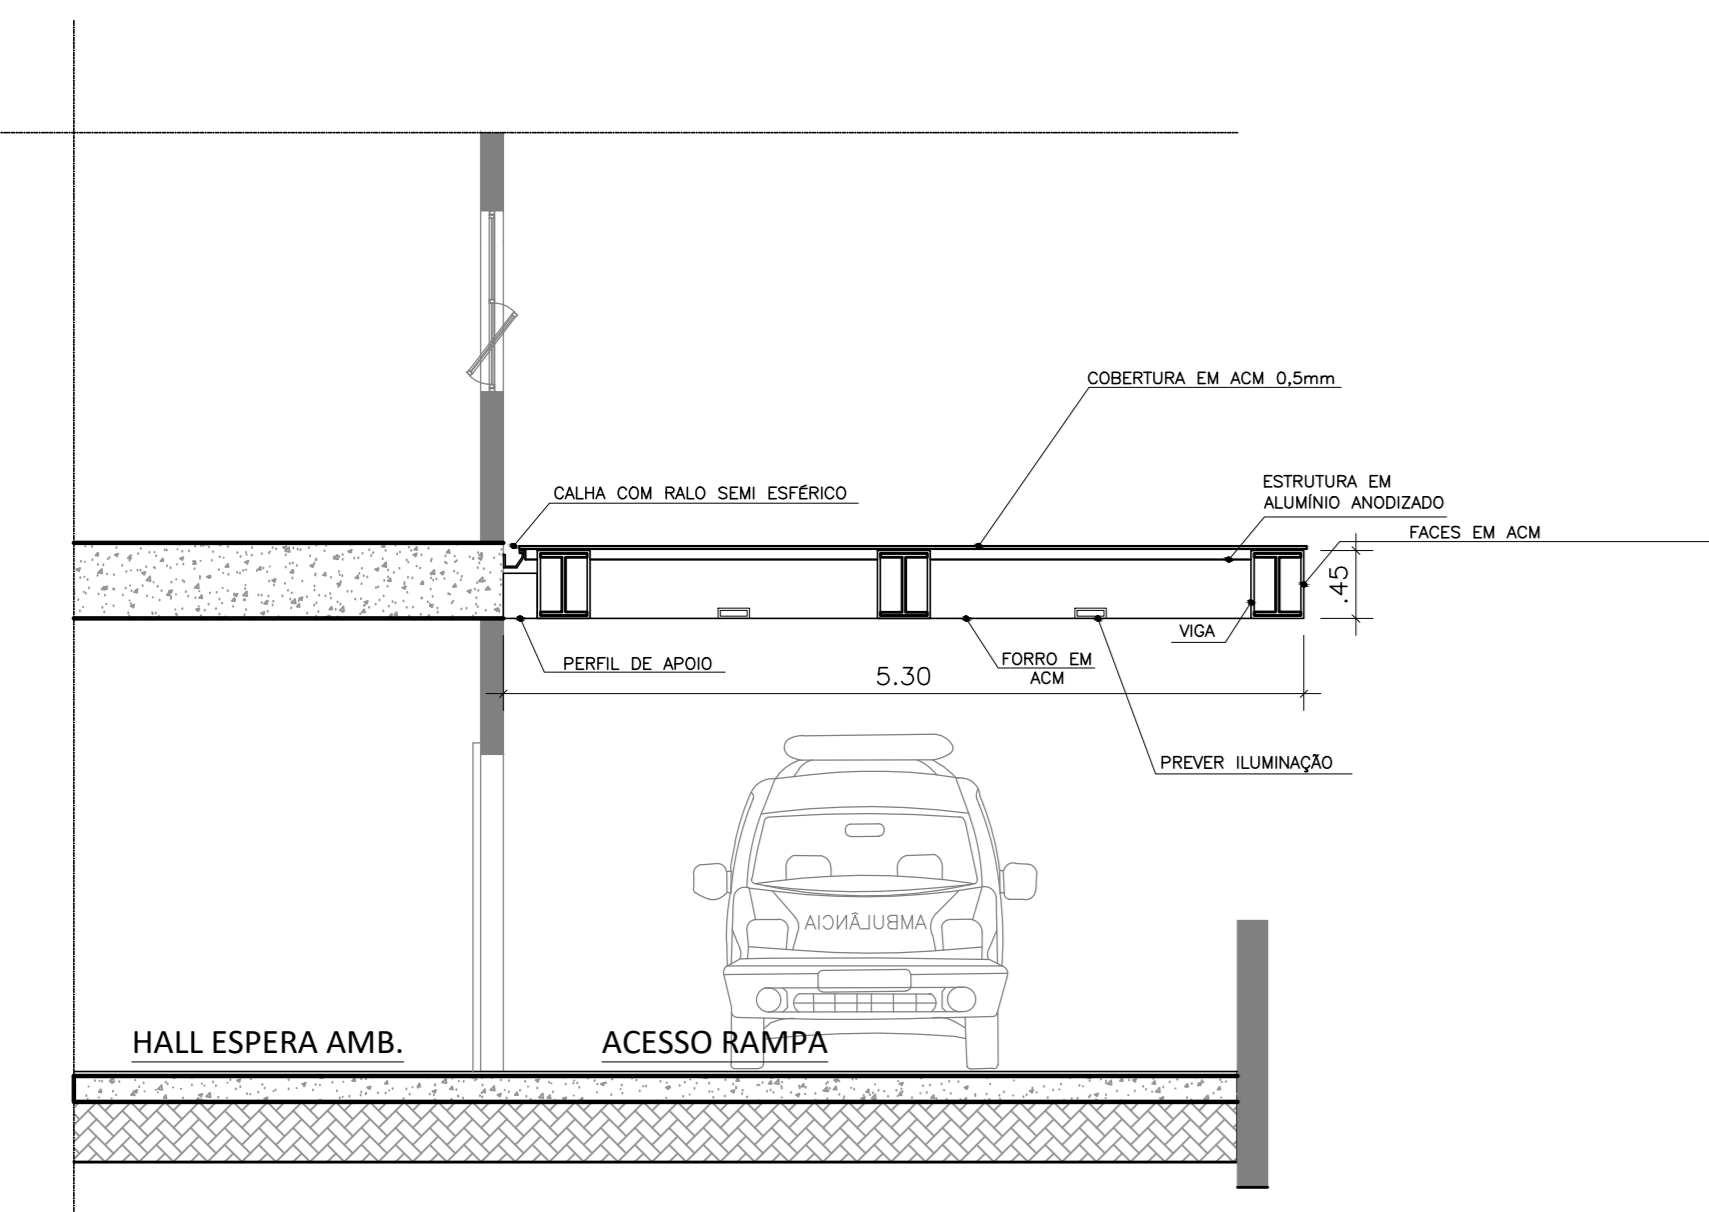 COBERTURA EM ACM 0,5mm
ESTRUTURA EM
ALUMÍNIO ANODIZADO
CALHA COM RALO SEMI ESFÉRICO
FACES EM ACM
.45
VIGA
PERFIL DE APOIO
FORRO EM
ACM
5.30
PREVER ILUMINAÇÃO
AMBULÂNCIA
HALL ESPERA AMB.
ACESSO RAMPA